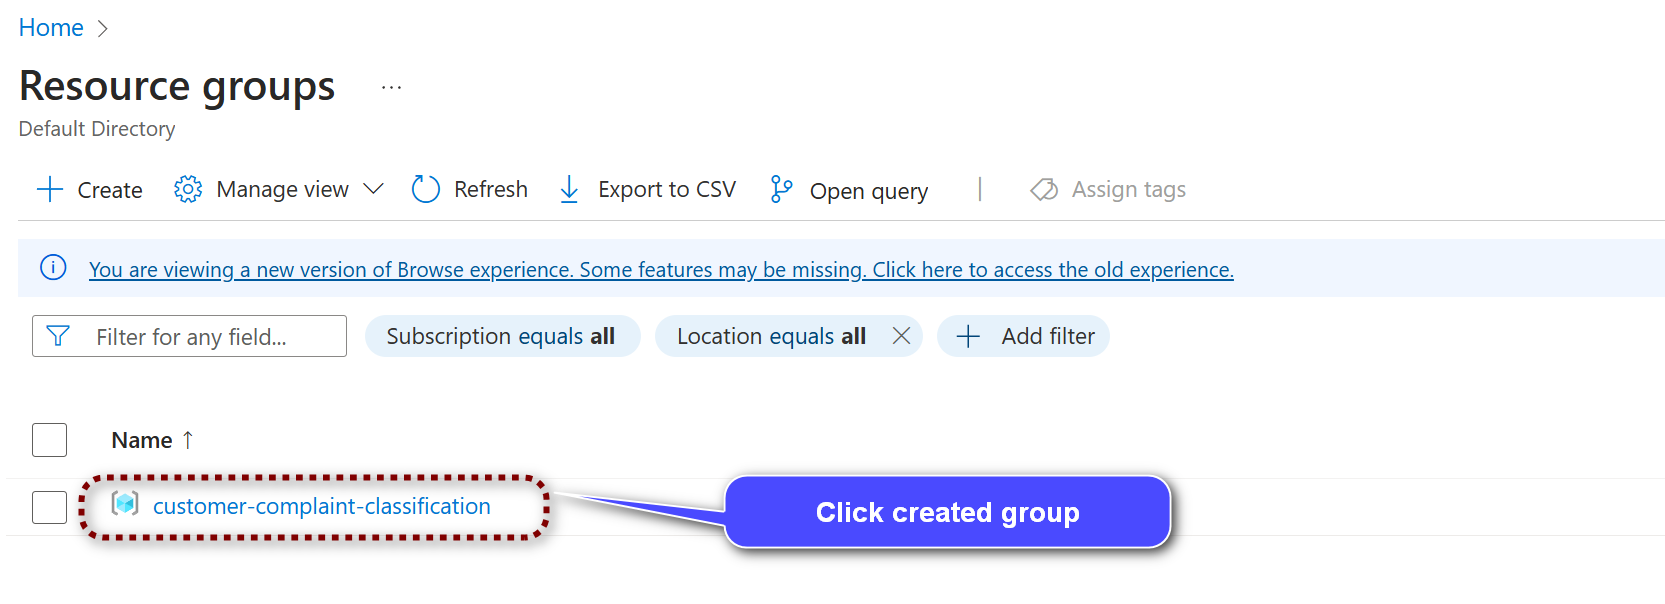 Home
Resource groups ...
Default Directory
Create Manage view Refresh Export to CSV Open query | Assign tags
You are viewing a new version of Browse experience. Some features may be missing. Click here to access the old experience.
Filter for any field... Subscription equals all Location equals all Add filter
Name ↑
customer-complaint-classification Click created group